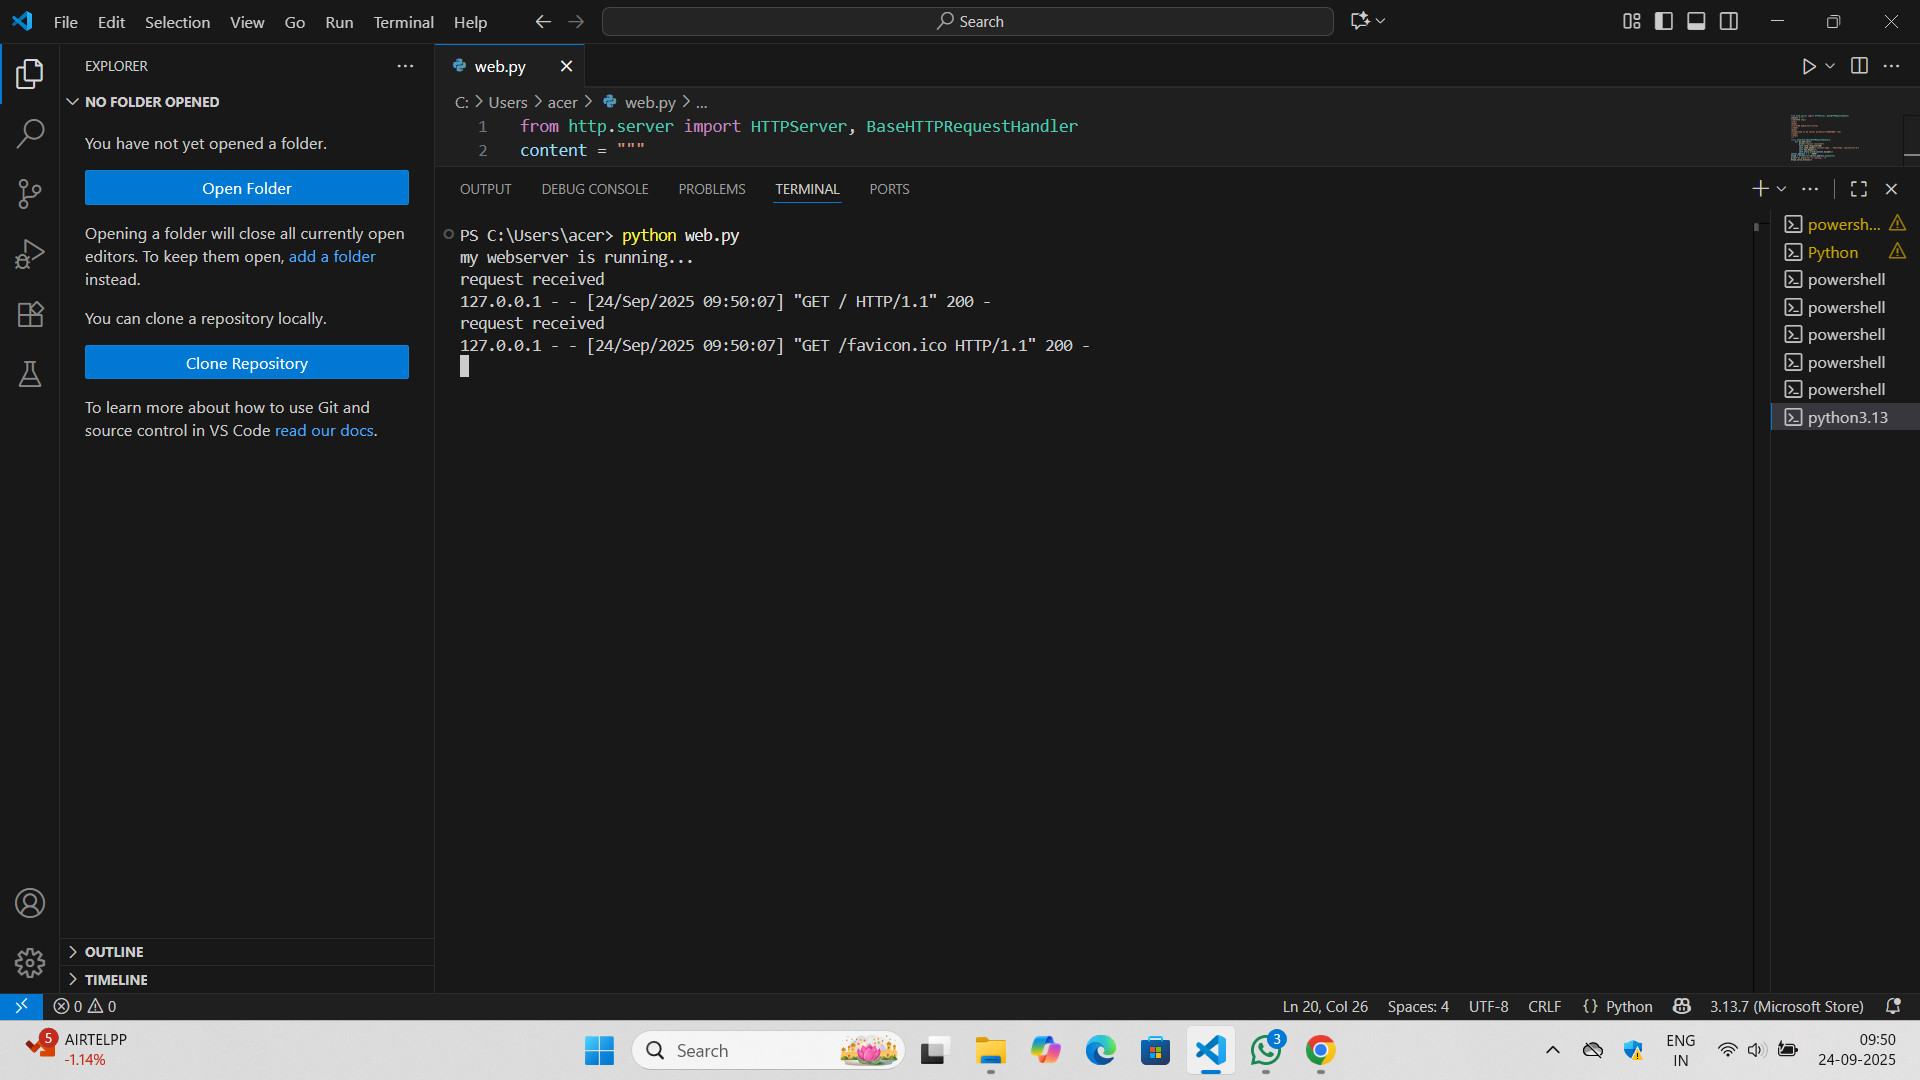 File Edit Selection View Go Run Terminal Help
Search
EXPLORER
NO FOLDER OPENED
You have not yet opened a folder.
Open Folder
Opening a folder will close all currently open
editors. To keep them open, add a folder
instead.
You can clone a repository locally.
Clone Repository
To learn more about how to use Git and
source control in VS Code read our docs.
OUTLINE
TIMELINE
web.py
C: > Users > acer > web.py > ...
1 from http.server import HTTPServer, BaseHTTPRequestHandler
2 content = """
OUTPUT DEBUG CONSOLE PROBLEMS TERMINAL PORTS
PS C:\Users\acer> python web.py
my webserver is running...
request received
127.0.0.1 - - [24/Sep/2025 09:50:07] "GET / HTTP/1.1" 200 -
request received
127.0.0.1 - - [24/Sep/2025 09:50:07] "GET /favicon.ico HTTP/1.1" 200 -
powersh...
Python
powershell
powershell
powershell
powershell
powershell
python3.13
0 0
Ln 20, Col 26 Spaces: 4 UTF-8 CRLF {} Python 3.13.7 (Microsoft Store)
5 AIRTELPP
-1.14%
Search
3
ENG
IN
09:50
24-09-2025